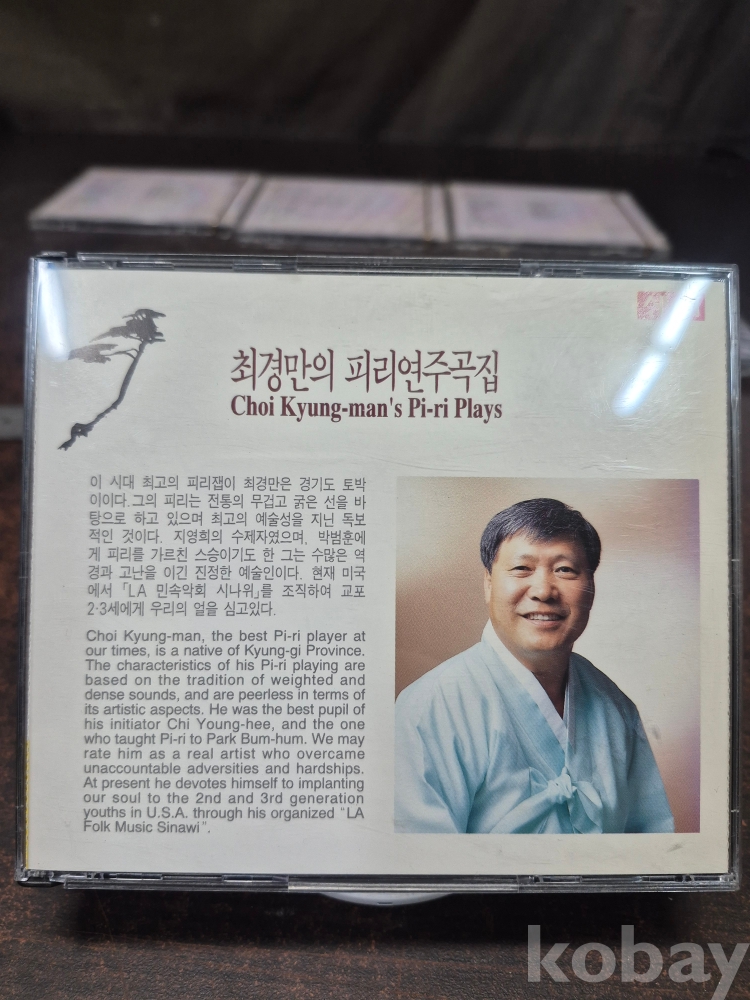 최경만의 피리연주곡집
Choi Kyung-man's Pi-ri Plays
이 시대 최고의 피리잽이 최경만은 경기도 토박
이이다. 그의 피리는 전통의 무겁고 굵은 선을 바
탕으로 하고 있으며 최고의 예술성을 지닌 독보
적인 것이다. 지영희의 수제자였으며, 박범훈에
게 피리를 가르친 스승이기도 한 그는 수많은 역
경과 고난을 이긴 진정한 예술인이다. 현재 미국
에서 「LA 민속악회 시나위」를 조직하여 교포
2·3세에게 우리의 얼을 심고있다.
Choi Kyung-man, the best Pi-ri player at
our times, is a native of Kyung-gi Province.
The characteristics of his Pi-ri playing are
based on the tradition of weighted and
dense sounds, and are peerless in terms of
its artistic aspects. He was the best pupil of
his initiator Chi Young-hee, and the one
who taught Pi-ri to Park Bum-hum. We may
rate him as a real artist who overcame
unaccountable adversities and hardships.
At present he devotes himself to implanting
our soul to the 2nd and 3rd generation
youths in U.S.A. through his organized "LA
Folk Music Sinawi".
kobay